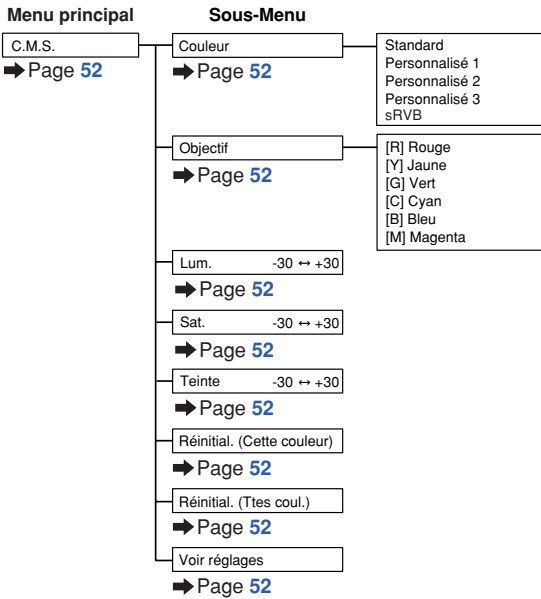 Menu principal
Sous-Menu
C.M.S.
➡ Page 52
Couleur
➡ Page 52
Standard
Personnalisé 1
Personnalisé 2
Personnalisé 3
sRVB
Objectif
➡ Page 52
[R] Rouge
[Y] Jaune
[G] Vert
[C] Cyan
[B] Bleu
[M] Magenta
Lum. -30 ↔ +30
➡ Page 52
Sat. -30 ↔ +30
➡ Page 52
Teinte -30 ↔ +30
➡ Page 52
Réinitial. (Cette couleur)
➡ Page 52
Réinitial. (Ttes coul.)
➡ Page 52
Voir réglages
➡ Page 52